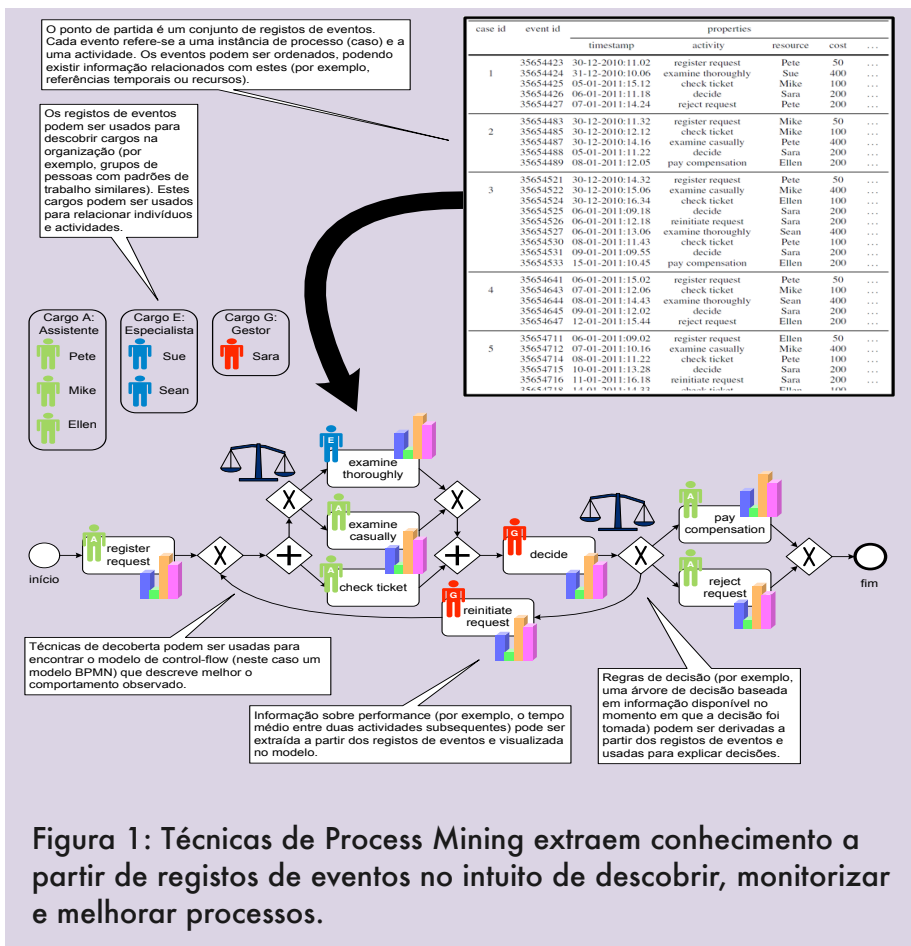 O ponto de partida é um conjunto de registos de eventos.
Cada evento refere-se a uma instância de processo (caso) e a
uma actividade. Os eventos podem ser ordenados, podendo
existir informação relacionados com estes (por exemplo,
referências temporais ou recursos).
case id event id properties
timestamp activity resource cost ...
35654423 30-12-2010:11.02 register request Pete 50 ...
1 35654424 31-12-2010:10.06 examine thoroughly Sue 400 ...
35654425 05-01-2011:15.12 check ticket Mike 100 ...
35654426 06-01-2011:11.18 decide Sara 200 ...
35654427 07-01-2011:14.24 reject request Pete 200 ...
35654483 30-12-2010:11.32 register request Mike 50 ...
2 35654485 30-12-2010:12.12 check ticket Mike 100 ...
35654487 30-12-2010:14.16 examine casually Pete 400 ...
35654488 05-01-2011:11.22 decide Sara 200 ...
35654489 08-01-2011:12.05 pay compensation Ellen 200 ...
35654521 30-12-2010:14.32 register request Pete 50 ...
3 35654522 30-12-2010:15.06 examine casually Mike 400 ...
35654524 30-12-2010:16.34 check ticket Ellen 100 ...
35654525 06-01-2011:09.18 decide Sara 200 ...
35654526 06-01-2011:12.18 reinitiate request Sara 200 ...
35654527 06-01-2011:13.06 examine thoroughly Sean 400 ...
35654530 08-01-2011:11.43 check ticket Pete 100 ...
35654531 09-01-2011:09.55 decide Sara 200 ...
35654533 15-01-2011:10.45 pay compensation Ellen 200 ...
35654641 06-01-2011:15.02 register request Pete 50 ...
4 35654643 07-01-2011:12.06 check ticket Mike 100 ...
35654644 08-01-2011:14.43 examine thoroughly Sean 400 ...
35654645 09-01-2011:12.02 decide Sara 200 ...
35654647 12-01-2011:15.44 reject request Ellen 200 ...
35654711 06-01-2011:09.02 register request Ellen 50 ...
5 35654712 07-01-2011:10.16 examine casually Mike 400 ...
35654714 08-01-2011:11.22 check ticket Pete 100 ...
35654715 10-01-2011:13.28 decide Sara 200 ...
35654716 11-01-2011:16.18 reinitiate request Sara 200 ...
35654718 14-01-2011:14.33 check ticket Ellen 100 ...
Os registos de eventos
podem ser usados para
descobrir cargos na
organização (por
exemplo, grupos de
pessoas com padrões de
trabalho similares). Estes
cargos podem ser usados
para relacionar indivíduos
e actividades.
Cargo A:
Assistente
Pete
Mike
Ellen
Cargo E:
Especialista
Sue
Sean
Cargo G:
Gestor
Sara
início
A
register
request
X
+
X
E
examine
thoroughly
A
examine
casually
A
check ticket
X
+
G
decide
G
reinitiate
request
X
A
pay
compensation
A
reject
request
X
fim
Técnicas de decoberta podem ser usadas para
encontrar o modelo de control-flow (neste caso um
modelo BPMN) que descreve melhor o
comportamento observado.
Informação sobre performance (por exemplo, o tempo
médio entre duas actividades subsequentes) pode ser
extraída a partir dos registos de eventos e visualizada
no modelo.
Regras de decisão (por exemplo,
uma árvore de decisão baseada
em informação disponível no
momento em que a decisão foi
tomada) podem ser derivadas a
partir dos registos de eventos e
usadas para explicar decisões.
Figura 1: Técnicas de Process Mining extraem conhecimento a
partir de registos de eventos no intuito de descobrir, monitorizar
e melhorar processos.